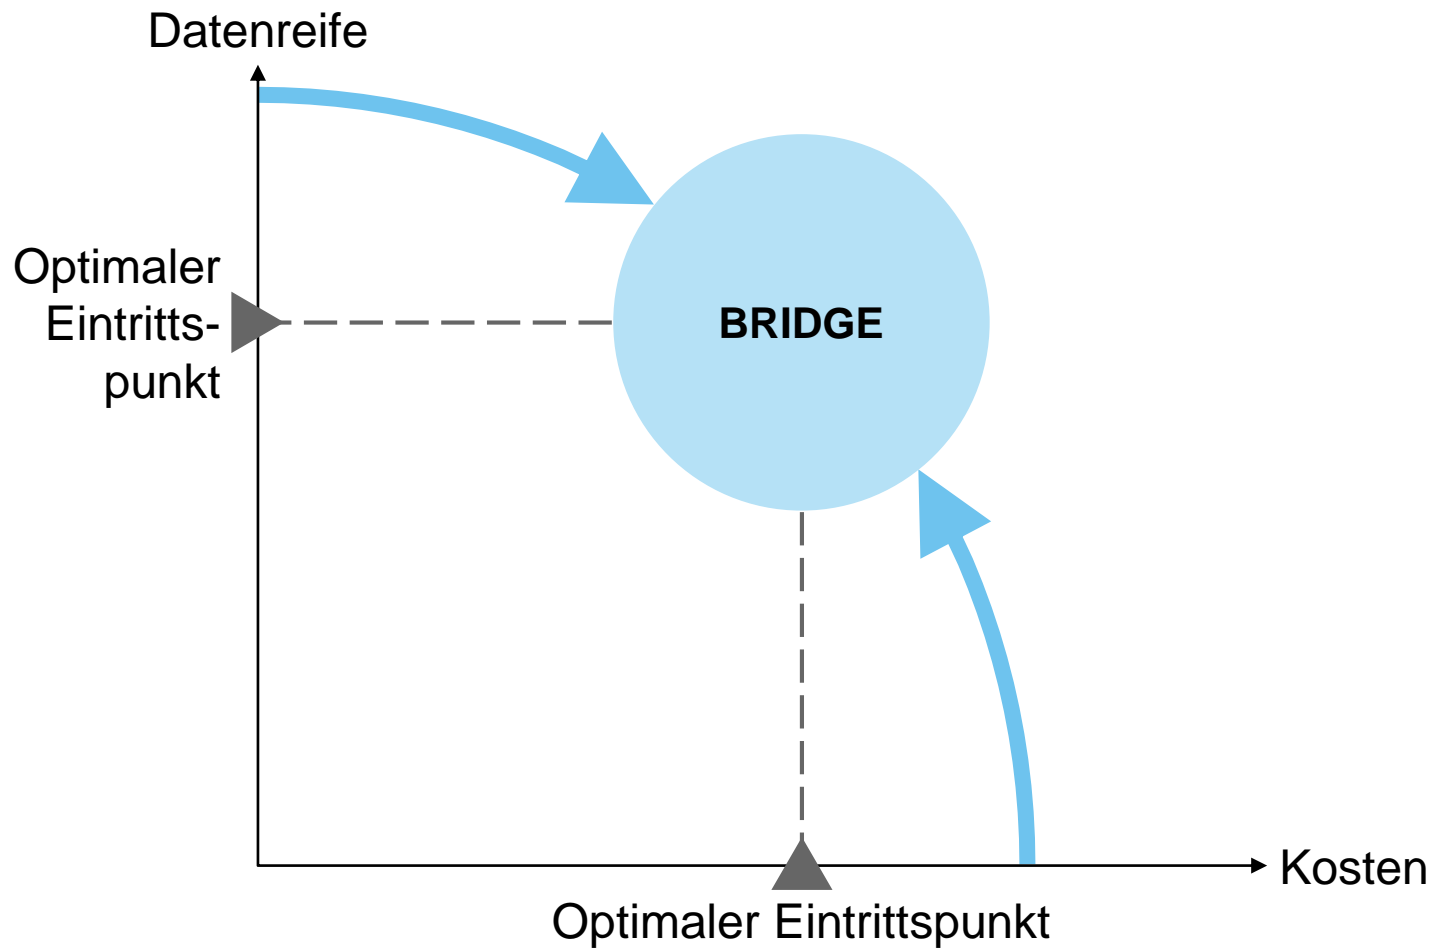 Datenreife
Optimaler
Eintritts-
punkt
BRIDGE
Kosten
Optimaler Eintrittspunkt